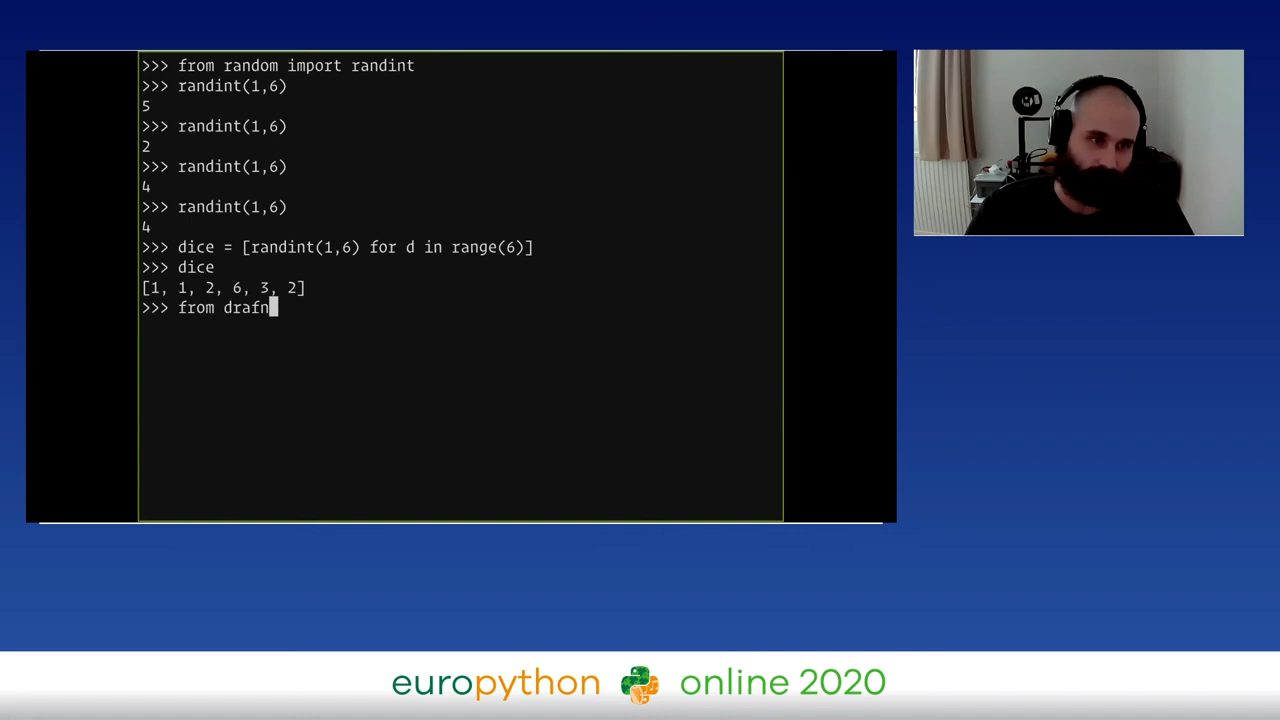 >>> from random import randint
>>> randint(1,6)
5
>>> randint(1,6)
2
>>> randint(1,6)
4
>>> randint(1,6)
4
>>> dice = [randint(1,6) for d in range(6)]
>>> dice
[1, 1, 2, 6, 3, 2]
>>> from drafn
europython online 2020